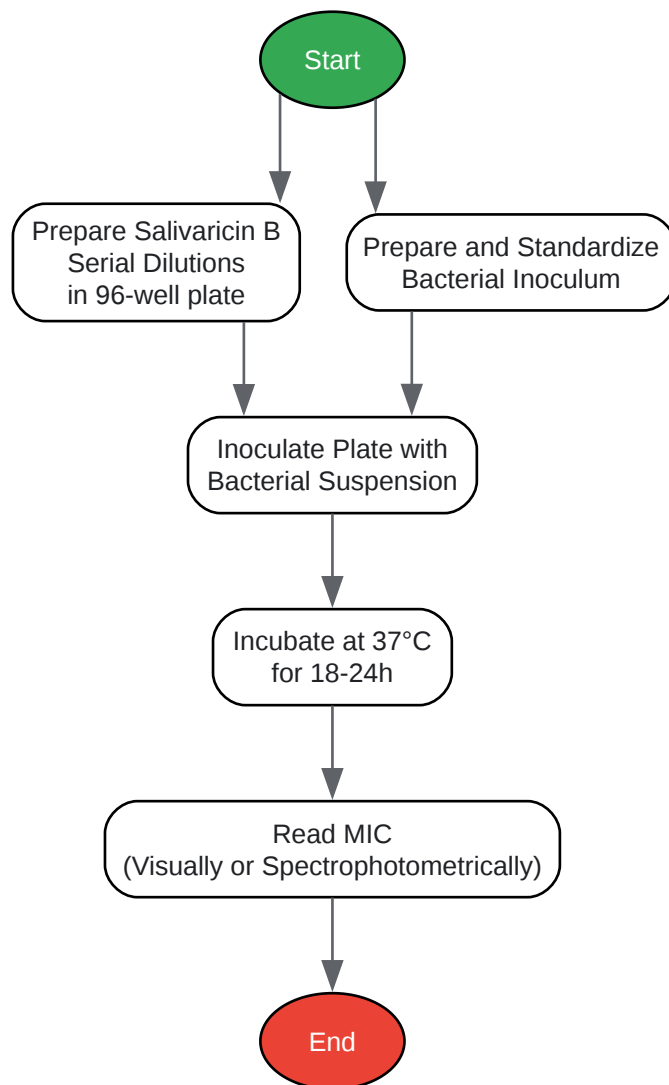 Start
Prepare Salivaricin B
Serial Dilutions
in 96-well plate
Prepare and Standardize
Bacterial Inoculum
Inoculate Plate with
Bacterial Suspension
Incubate at 37°C
for 18-24h
Read MIC
(Visually or Spectrophotometrically)
End